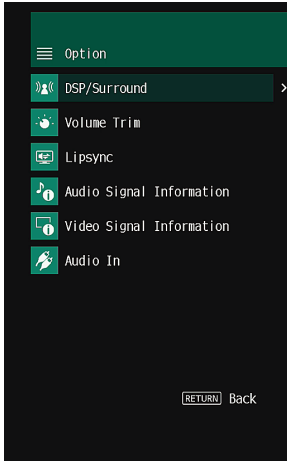 Option
DSP/Surround
Volume Trim
Lipsync
Audio Signal Information
Video Signal Information
Audio In
RETURN Back